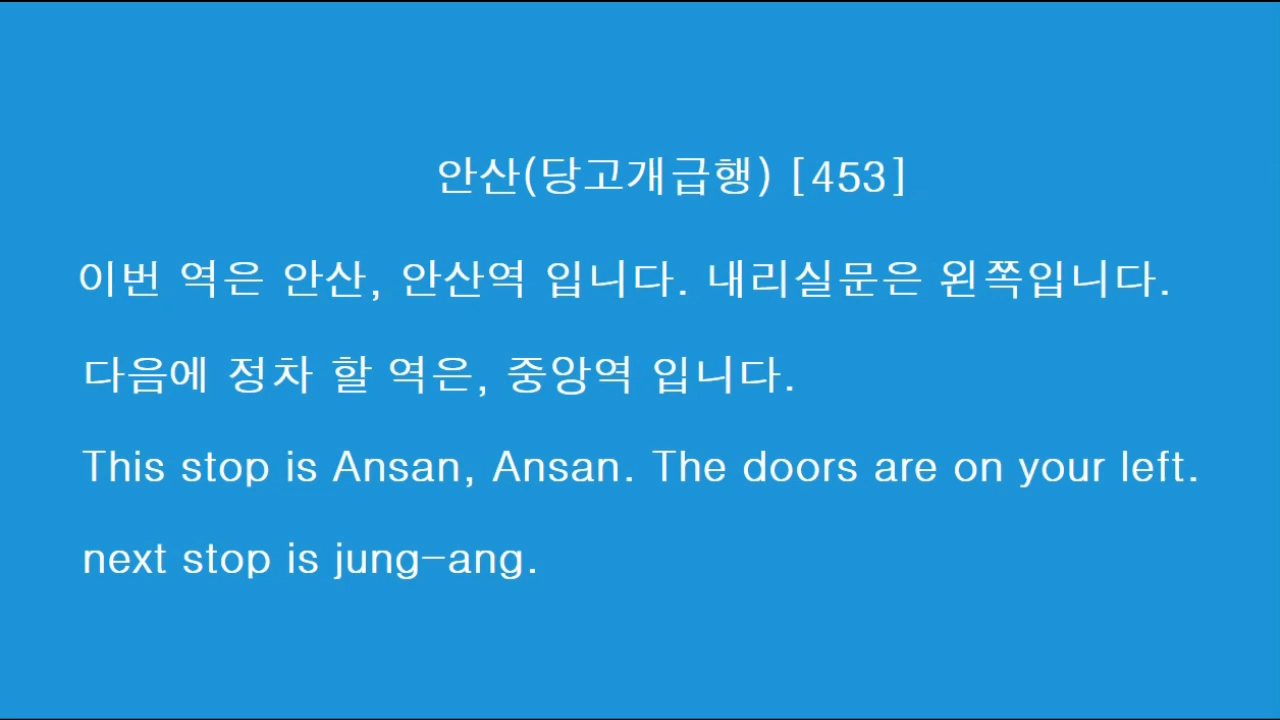 안산(당고개급행) [453]
이번 역은 안산, 안산역 입니다. 내리실문은 왼쪽입니다.
다음에 정차 할 역은, 중앙역 입니다.
This stop is Ansan, Ansan. The doors are on your left.
next stop is jung-ang.